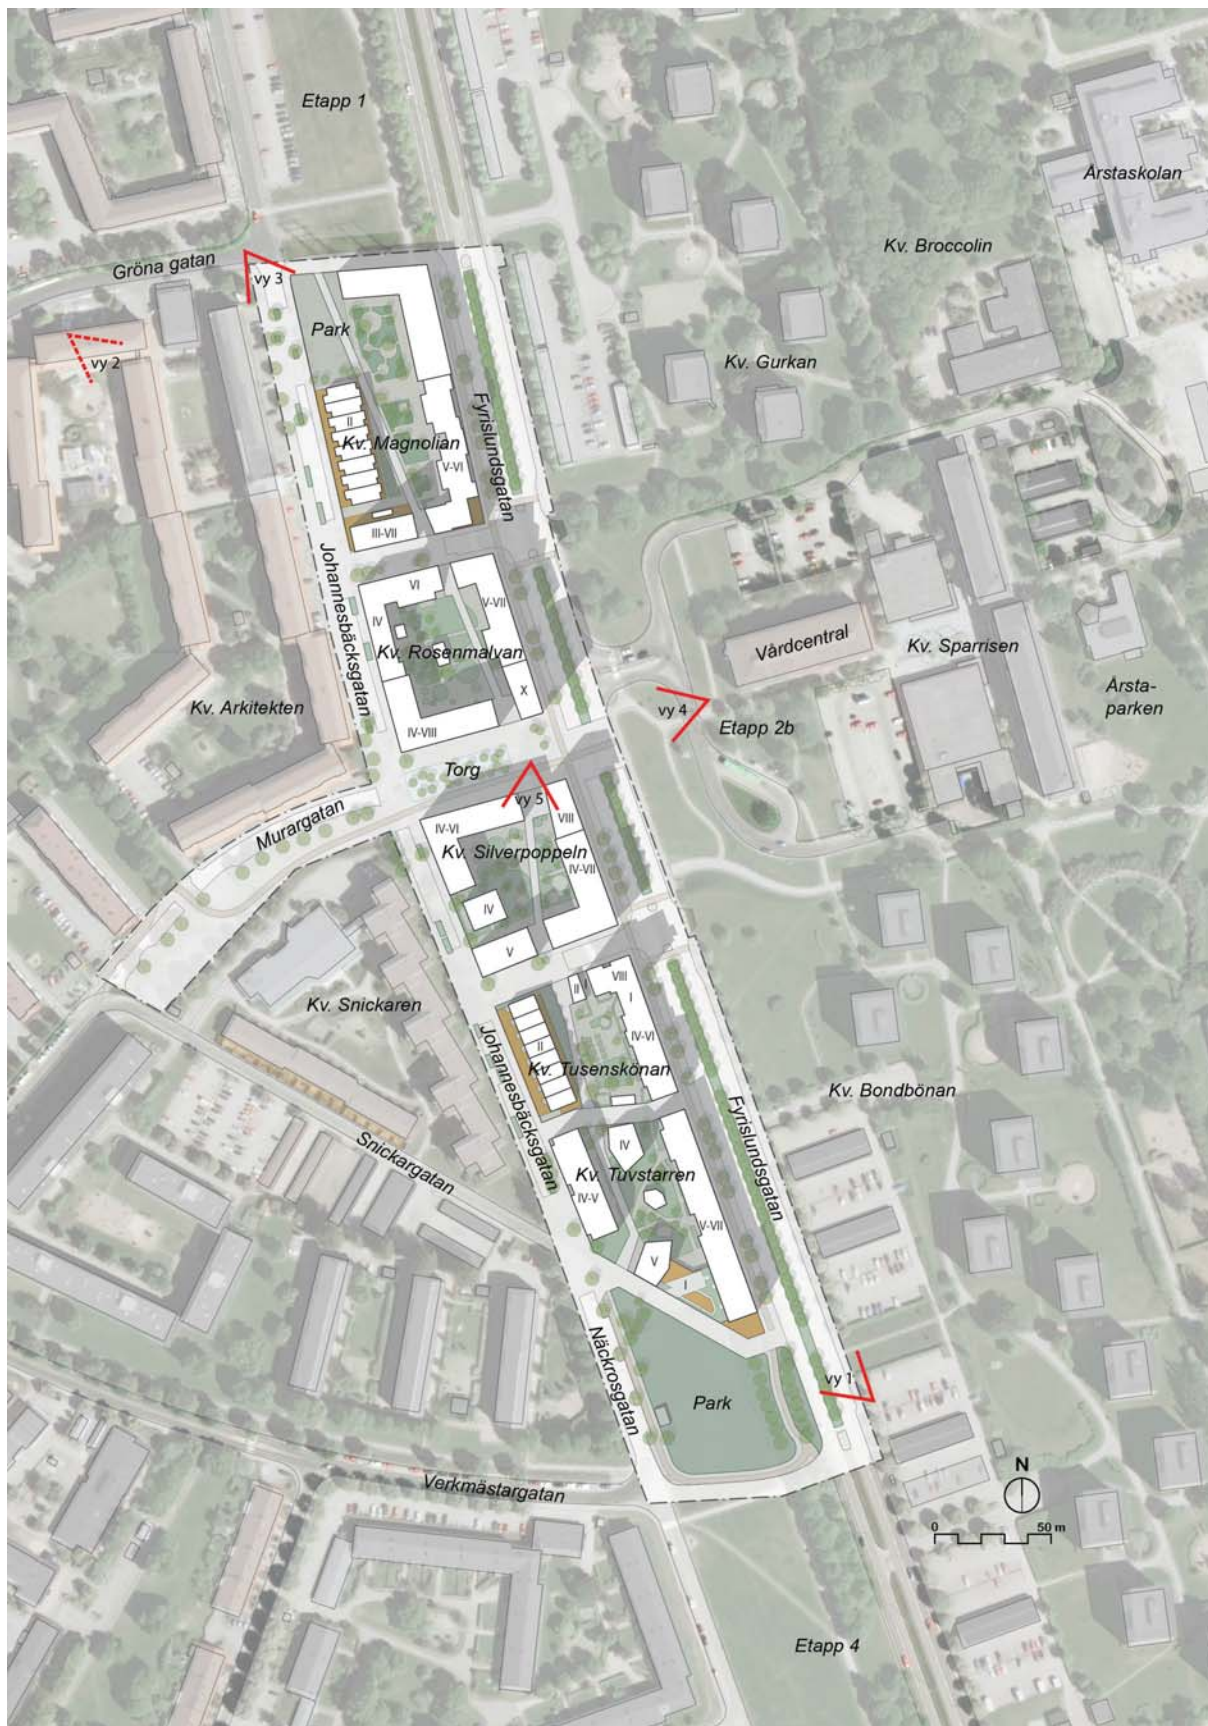 Etapp 1
Årstaskolan
Kv. Broccolin
Gröna gatan
vy 3
Park
vy 2
Kv. Gurkan
II
Kv. Magnolian
Fyrislundsgatan
V-VI
III-VII
Johannesbäcksgatan
VI
IV
V-VII
Kv. Rosenmalvan
X
IV-VIII
Vårdcentral
Kv. Sparrisen
Årsta-
parken
Kv. Arkitekten
vy 4
Etapp 2b
Torg
vy 5
Murargatan
IV-VI
VIII
Kv. Silverpoppeln
IV-VII
IV
V
Kv. Snickaren
VIII
II
I
I
Johannesbäcksgatan
II
IV-VI
Kv. Tusenskönan
Kv. Bondbönan
Fyrislundsgatan
Snickargatan
IV
Kv. Tuvstarren
IV-V
V-VII
V
I
Näckrosgatan
Park
vy 1
Verkmästargatan
N
0
50 m
Etapp 4